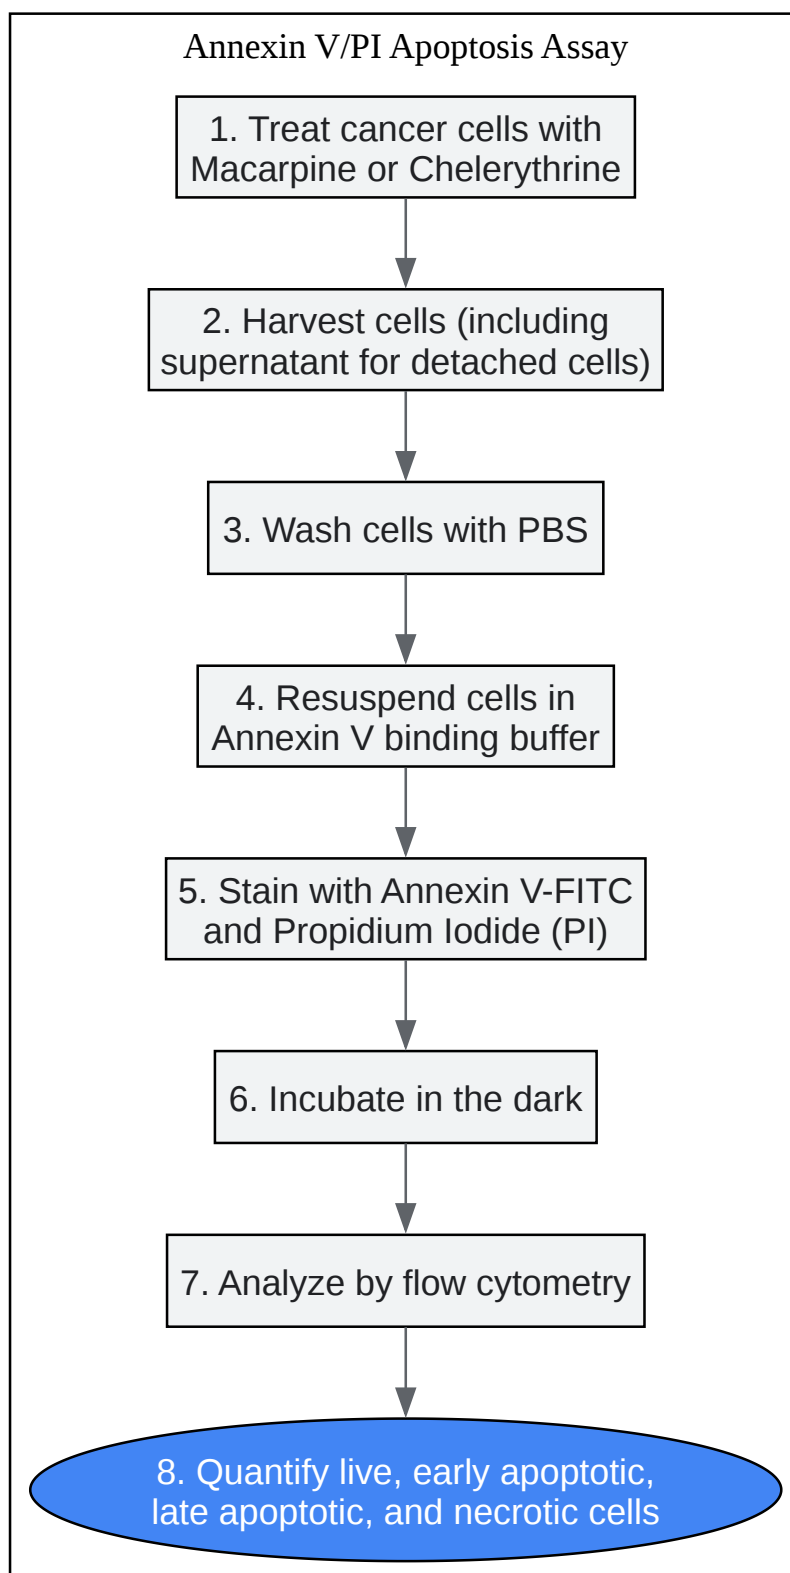 Annexin V/PI Apoptosis Assay
1. Treat cancer cells with
Macarpine or Chelerythrine
2. Harvest cells (including
supernatant for detached cells)
3. Wash cells with PBS
4. Resuspend cells in
Annexin V binding buffer
5. Stain with Annexin V-FITC
and Propidium Iodide (PI)
6. Incubate in the dark
7. Analyze by flow cytometry
8. Quantify live, early apoptotic,
late apoptotic, and necrotic cells